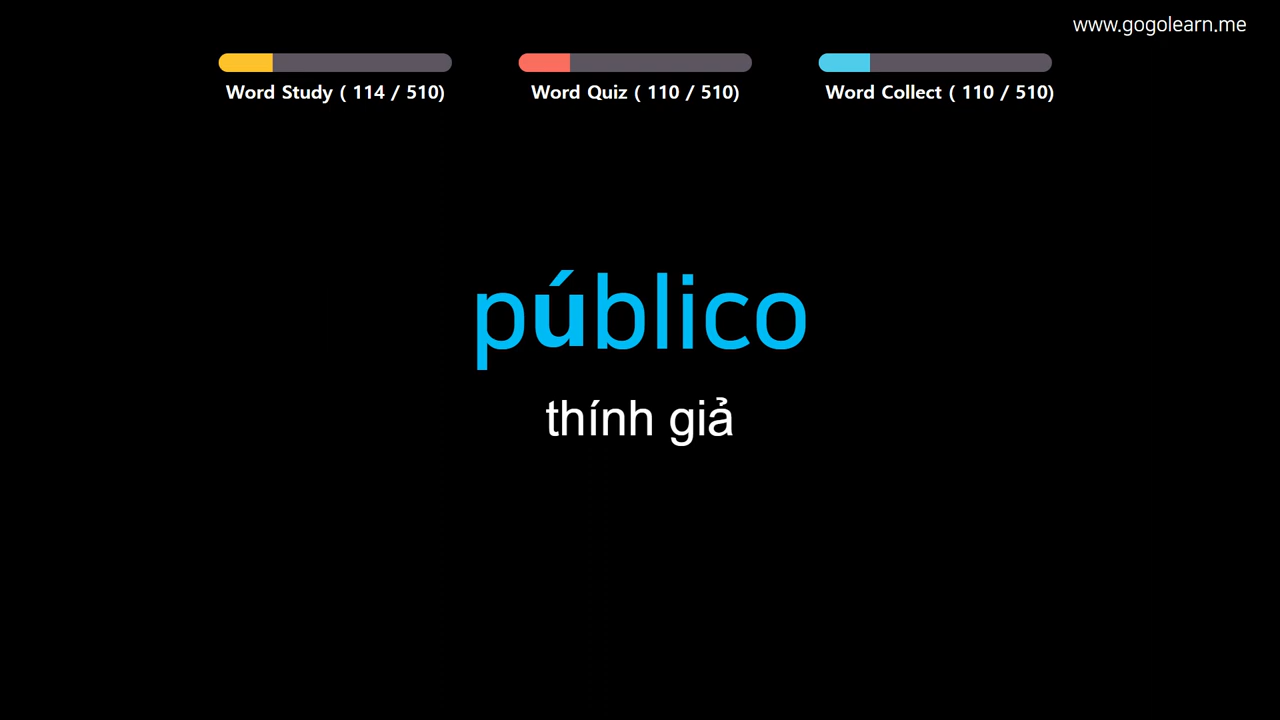 www.gogolearn.me
Word Study ( 114 / 510)
Word Quiz ( 110 / 510)
Word Collect ( 110 / 510)
público
thính giả